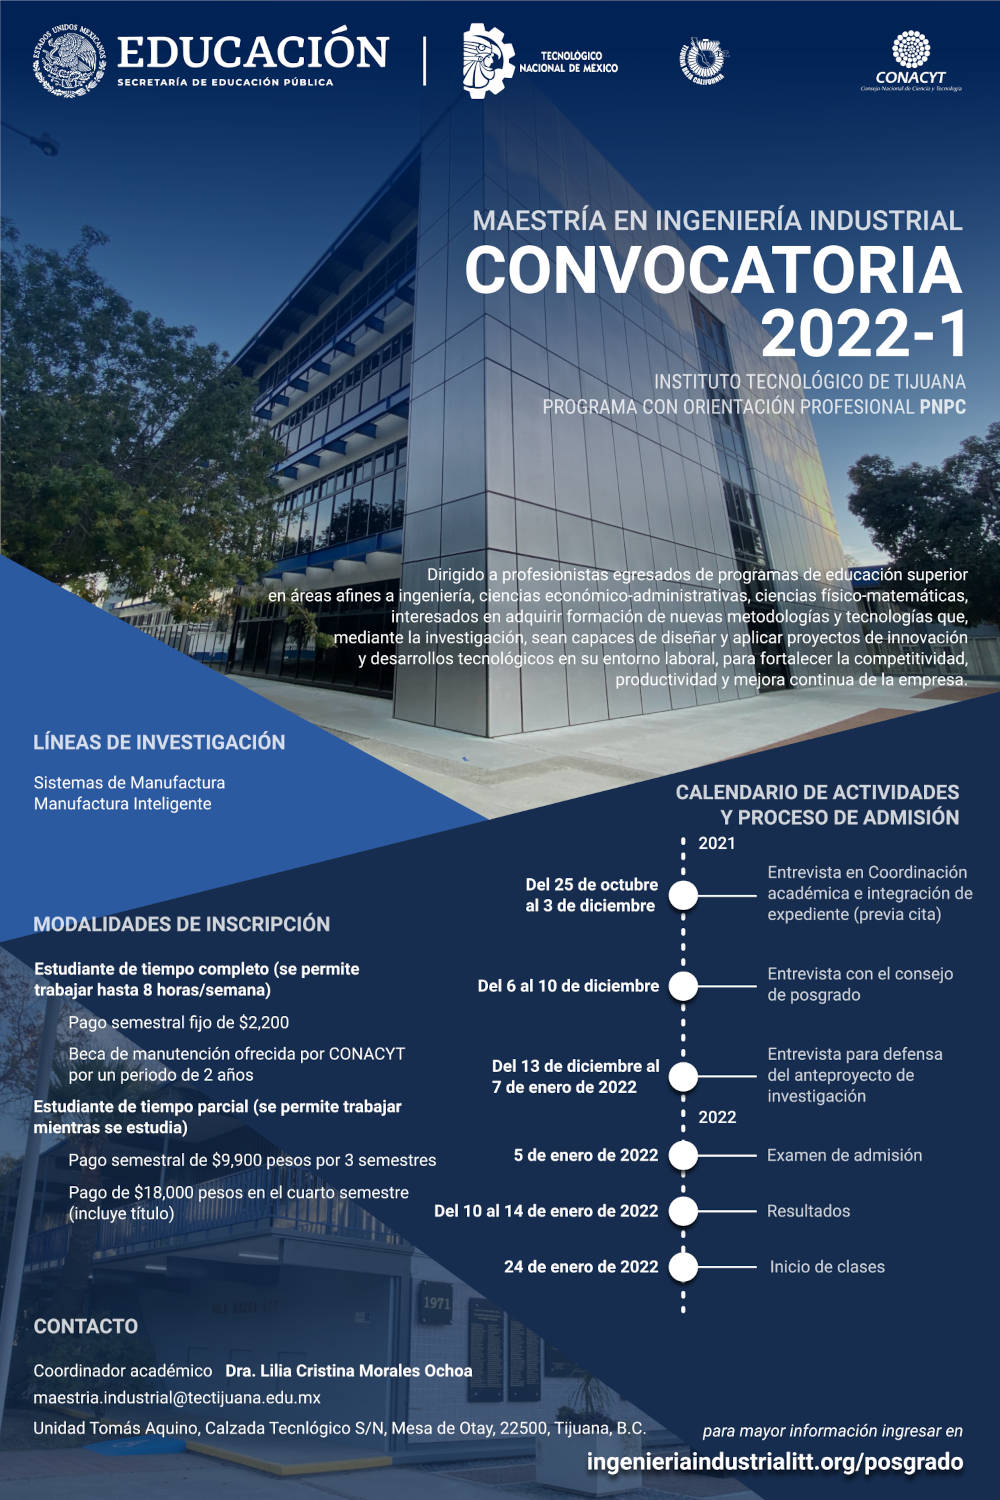 ESTADOS UNIDOS MEXICANOS
EDUCACIÓN
SECRETARÍA DE EDUCACIÓN PÚBLICA
TECNOLÓGICO
NACIONAL DE MÉXICO
CALIFORNIA
CONACYT
Consejo Nacional de Ciencia y Tecnología
MAESTRÍA EN INGENIERÍA INDUSTRIAL
CONVOCATORIA
2022-1
INSTITUTO TECNOLÓGICO DE TIJUANA
PROGRAMA CON ORIENTACIÓN PROFESIONAL PNPC
Dirigido a profesionistas egresados de programas de educación superior
en áreas afines a ingeniería, ciencias económico-administrativas, ciencias físico-matemáticas,
interesados en adquirir formación de nuevas metodologías y tecnologías que,
mediante la investigación, sean capaces de diseñar y aplicar proyectos de innovación
y desarrollos tecnológicos en su entorno laboral, para fortalecer la competitividad,
productividad y mejora continua de la empresa.
LÍNEAS DE INVESTIGACIÓN
Sistemas de Manufactura
Manufactura Inteligente
MODALIDADES DE INSCRIPCIÓN
Estudiante de tiempo completo (se permite
trabajar hasta 8 horas/semana)
Pago semestral fijo de $2,200
Beca de manutención ofrecida por CONACYT
por un periodo de 2 años
Estudiante de tiempo parcial (se permite trabajar
mientras se estudia)
Pago semestral de $9,900 pesos por 3 semestres
Pago de $18,000 pesos en el cuarto semestre
(incluye título)
CALENDARIO DE ACTIVIDADES
Y PROCESO DE ADMISIÓN
2021
Del 25 de octubre
al 3 de diciembre
Entrevista en Coordinación
académica e integración de
expediente (previa cita)
Del 6 al 10 de diciembre
Entrevista con el consejo
de posgrado
Del 13 de diciembre al
7 de enero de 2022
Entrevista para defensa
del anteproyecto de
investigación
2022
5 de enero de 2022
Examen de admisión
Del 10 al 14 de enero de 2022
Resultados
24 de enero de 2022
Inicio de clases
1971
CONTACTO
Coordinador académico Dra. Lilia Cristina Morales Ochoa
maestria.industrial@tectijuana.edu.mx
Unidad Tomás Aquino, Calzada Tecnlógico S/N, Mesa de Otay, 22500, Tijuana, B.C.
para mayor información ingresar en
ingenieriaindustrialitt.org/posgrado